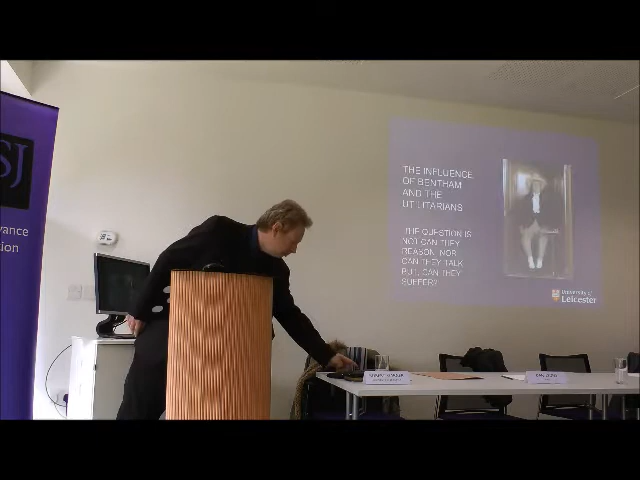 SJ
vance
tion
THE INFLUENCE
OF BENTHAM
AND THE
UTILITARIANS
THE QUESTION IS
NOT CAN THEY
REASON, NOR
CAN THEY TALK
BUT, CAN THEY
SUFFER?
University of
Leicester